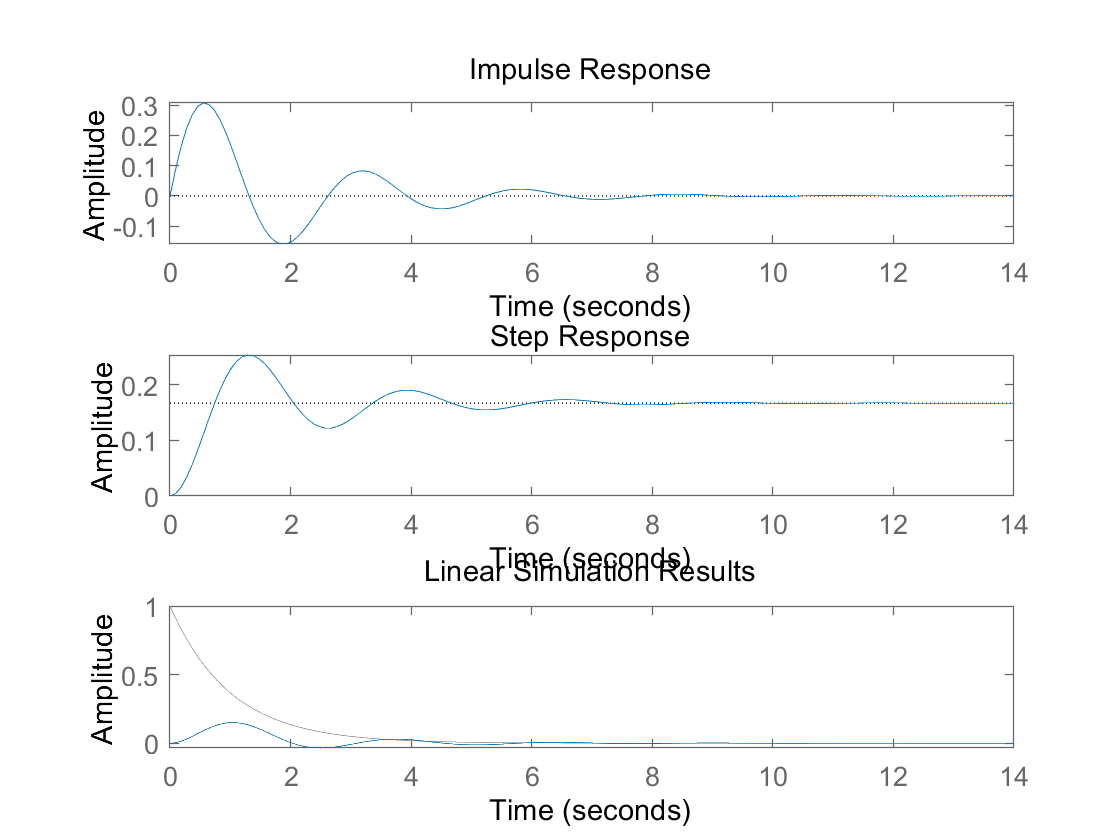 Impulse Response
Amplitude
0.3
0.2
0.1
0
-0.1
0 2 4 6 8 10 12 14
Time (seconds)
Step Response
Amplitude
0.2
0.1
0
0 2 4 6 8 10 12 14
Time (seconds)
Linear Simulation Results
Amplitude
1
0.5
0
0 2 4 6 8 10 12 14
Time (seconds)